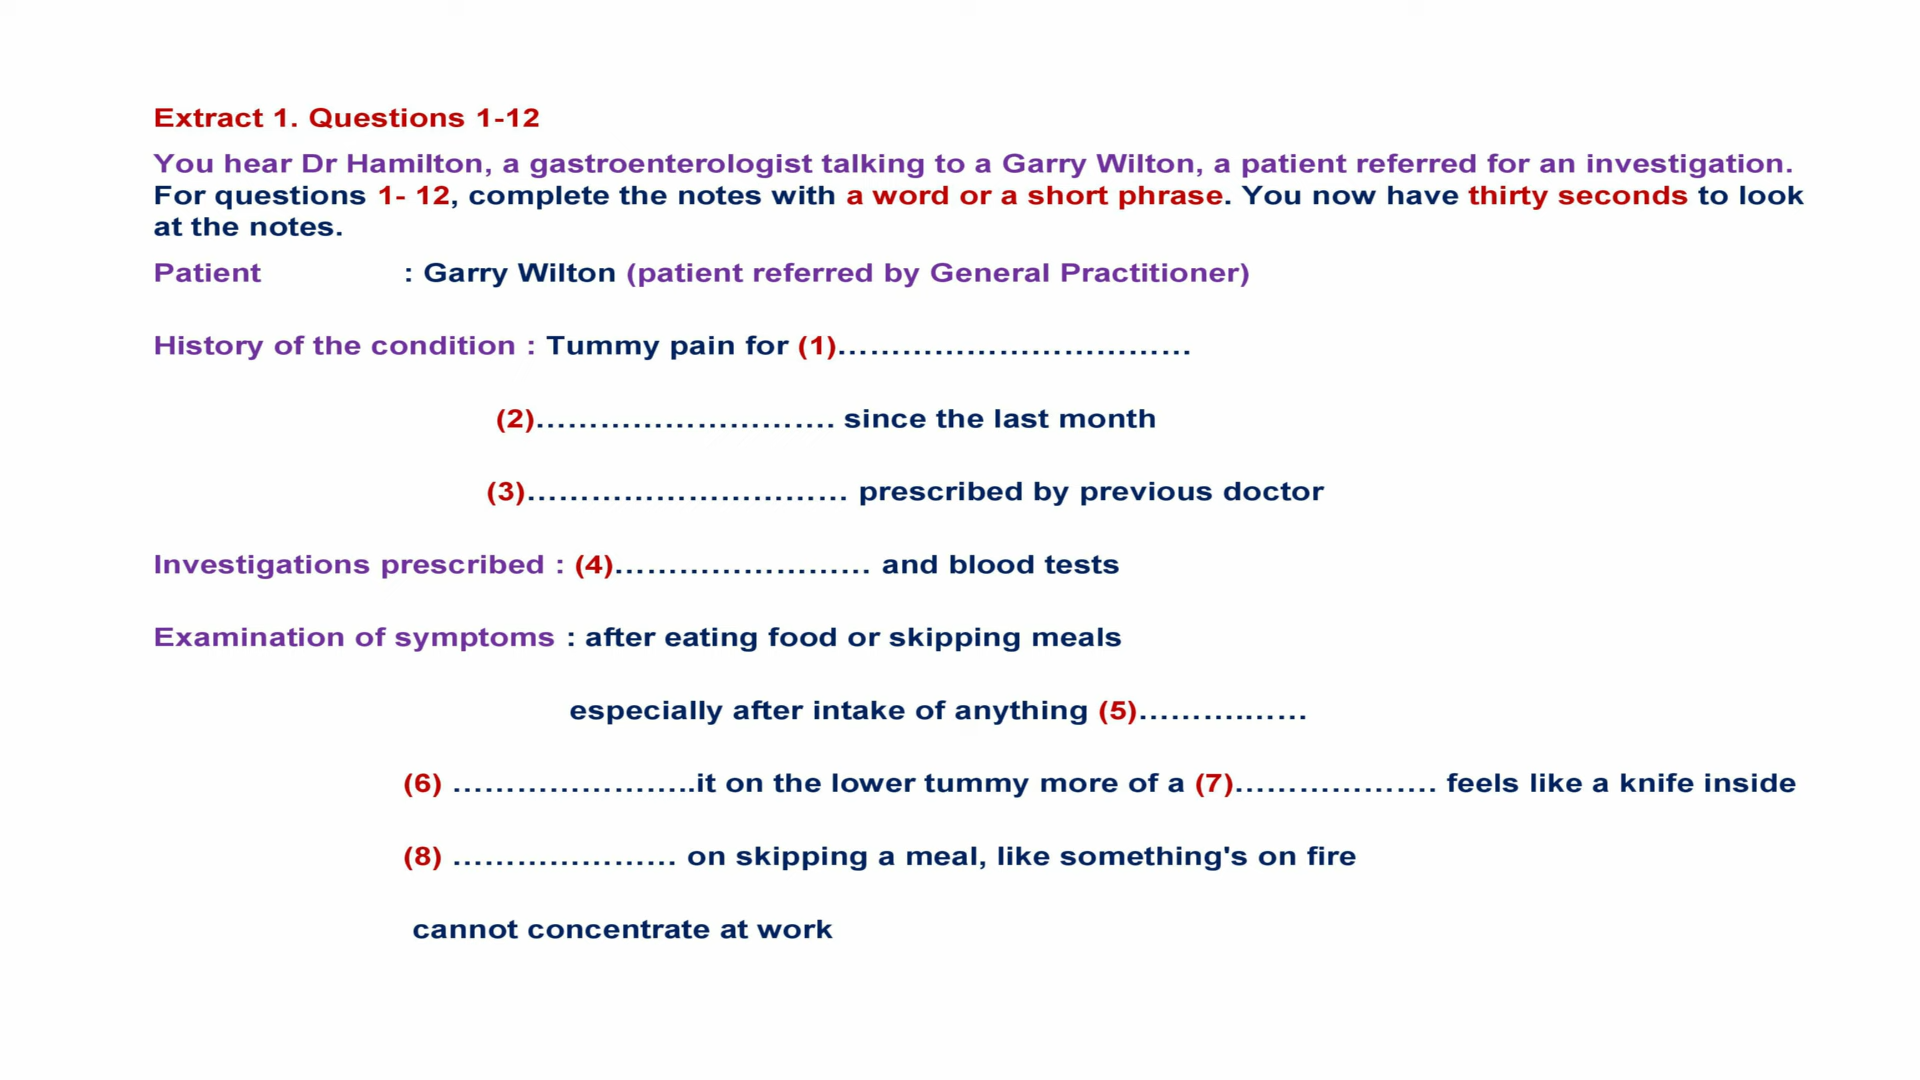 Extract 1. Questions 1-12
You hear Dr Hamilton, a gastroenterologist talking to a Garry Wilton, a patient referred for an investigation.
For questions 1- 12, complete the notes with a word or a short phrase. You now have thirty seconds to look
at the notes.
Patient : Garry Wilton (patient referred by General Practitioner)
History of the condition : Tummy pain for (1)……………………………
(2)………………………. since the last month
(3)………………………… prescribed by previous doctor
Investigations prescribed : (4)…………………… and blood tests
Examination of symptoms : after eating food or skipping meals
especially after intake of anything (5)………..……
(6) …………………..it on the lower tummy more of a (7)………………. feels like a knife inside
(8) ………………… on skipping a meal, like something's on fire
cannot concentrate at work